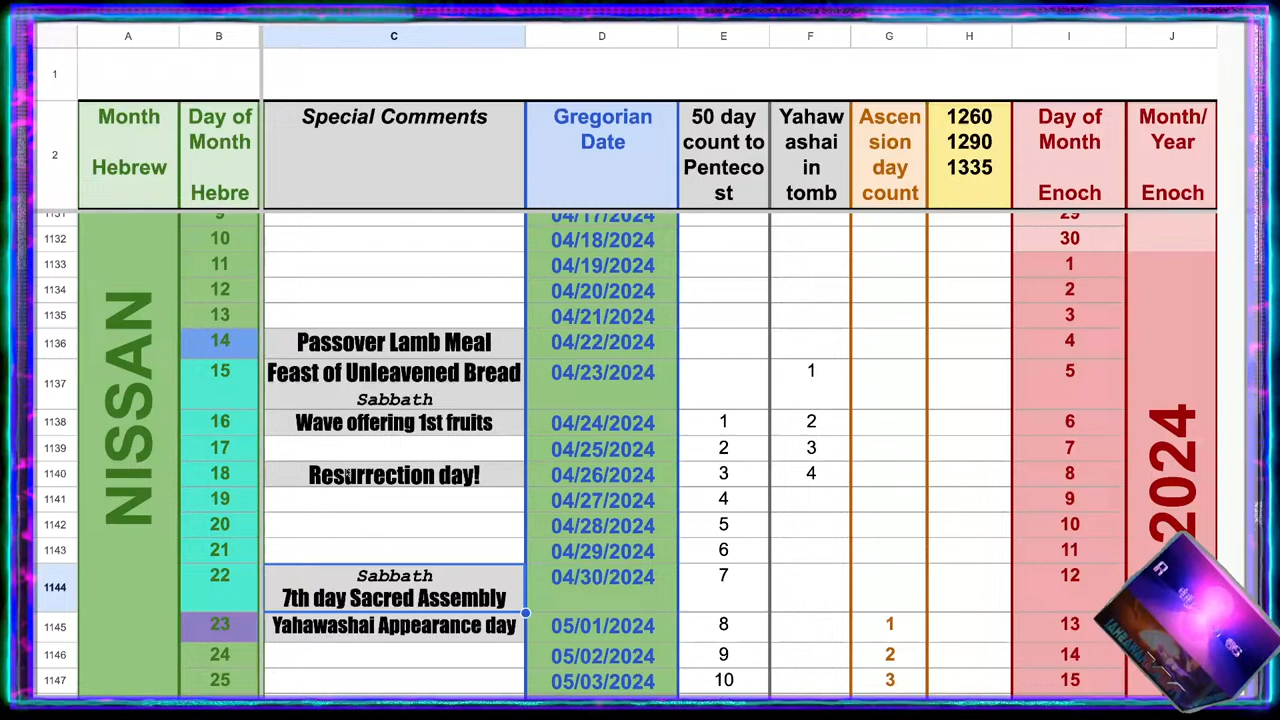 A B C D E F G H I J
1
2 Month Hebrew Day of Month Hebre Special Comments Gregorian Date 50 day count to Penteco st Yahaw ashai in tomb Ascen sion day count 1260 1290 1335 Day of Month Enoch Month/ Year Enoch
1131 9 04/17/2024 29
1132 10 04/18/2024 30
1133 11 04/19/2024 1
1134 12 04/20/2024 2
1135 13 04/21/2024 3
1136 14 Passover Lamb Meal 04/22/2024 4
1137 15 Feast of Unleavened Bread 04/23/2024 1 5
Sabbath
1138 16 Wave offering 1st fruits 04/24/2024 1 2 6
1139 17 04/25/2024 2 3 7
1140 18 Resurrection day! 04/26/2024 3 4 8
1141 19 04/27/2024 4 9
1142 20 04/28/2024 5 10
1143 21 04/29/2024 6 11
1144 22 Sabbath 04/30/2024 7 12
7th day Sacred Assembly
1145 23 Yahawashai Appearance day 05/01/2024 8 1 13
1146 24 05/02/2024 9 2 14
1147 25 05/03/2024 10 3 15
NISSAN
2024